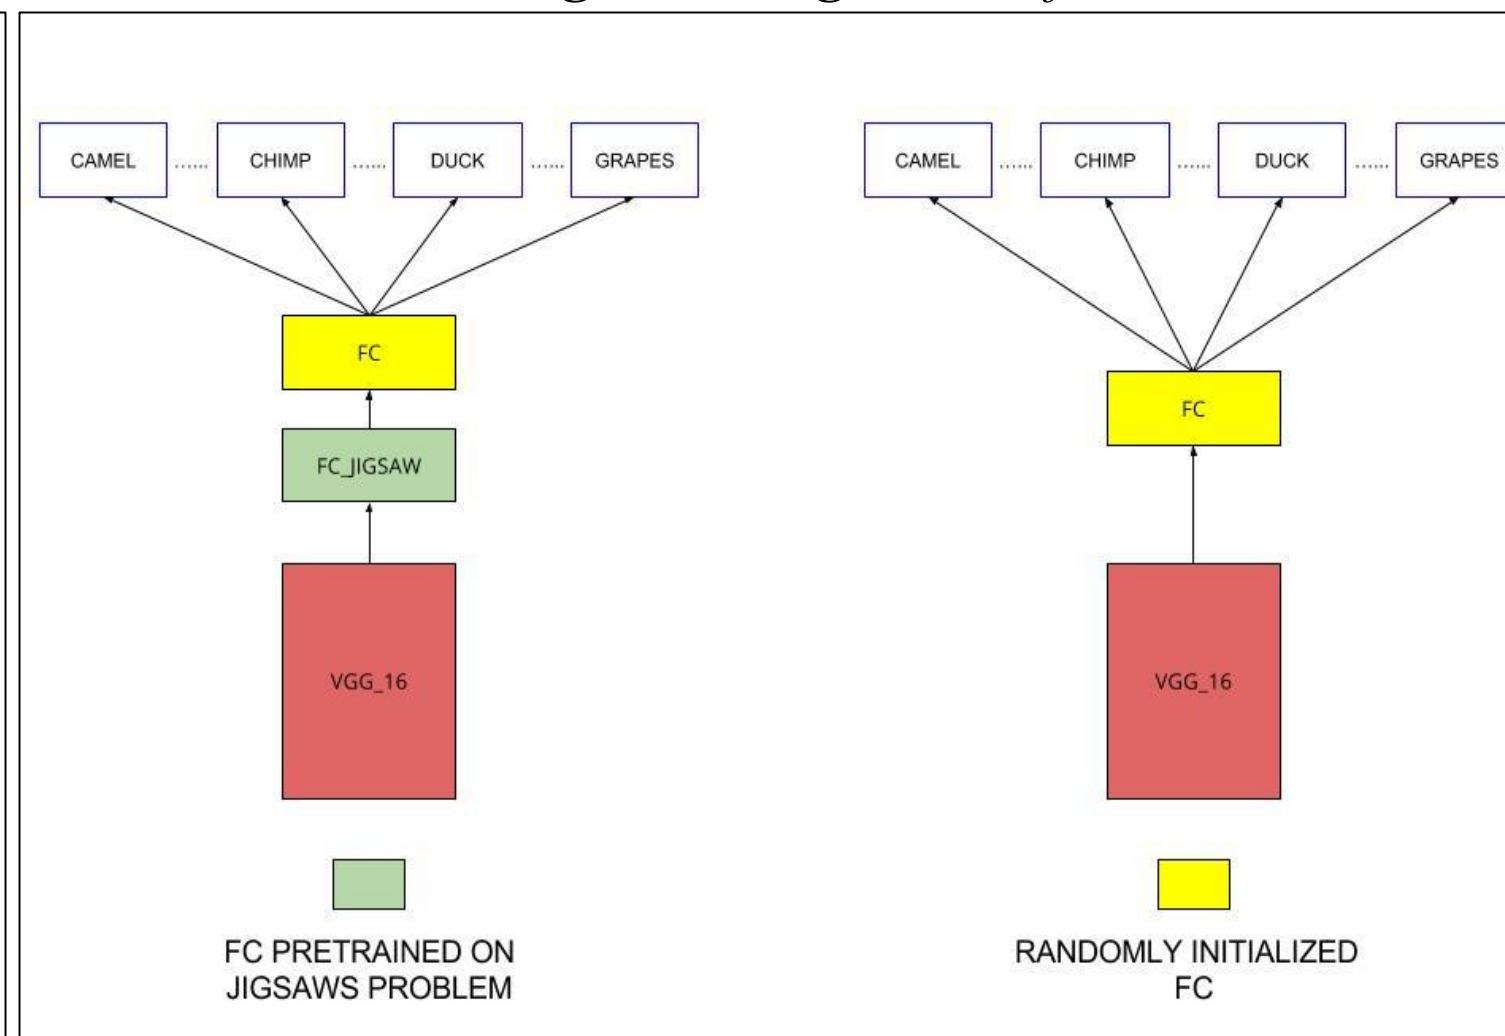 CAMEL ...... CHIMP ...... DUCK ...... GRAPES
FC
FC_JIGSAW
VGG_16
FC PRETRAINED ON
JIGSAWS PROBLEM
CAMEL ...... CHIMP ...... DUCK ...... GRAPES
FC
VGG_16
RANDOMLY INITIALIZED
FC